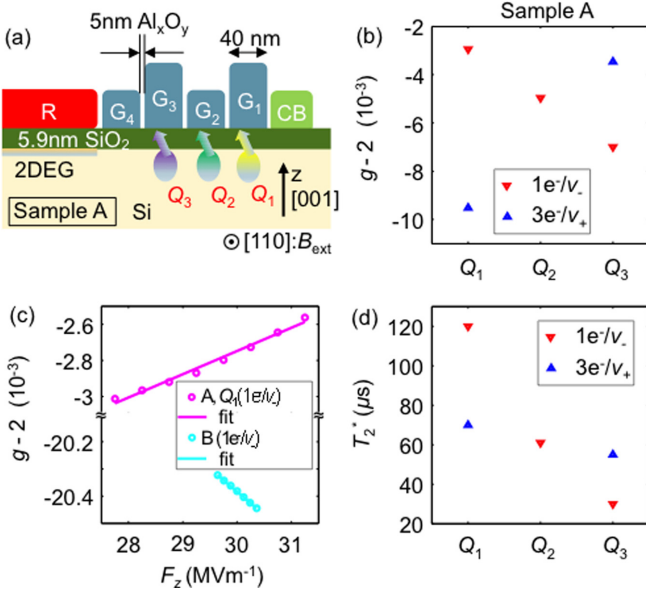 (a)
5nm AlxOy
40 nm
R
G4
G3
G2
G1
CB
5.9nm SiO2
2DEG
Q3
Q2
Q1
z
[001]
Sample A
Si
⊙ [110]:Bext
Sample A
(b)
-2
-4
-6
-8
-10
g - 2 (10-3)
1e-/v-
3e-/v+
Q1 Q2 Q3
(c)
-2.6
-2.8
-3
-20.2
-20.4
g - 2 (10-3)
A, Q1(1e-/v-)
fit
B (1e-/v-)
fit
28 29 30 31
Fz (MVm-1)
(d)
120
100
80
60
40
20
T2* (µs)
1e-/v-
3e-/v+
Q1 Q2 Q3